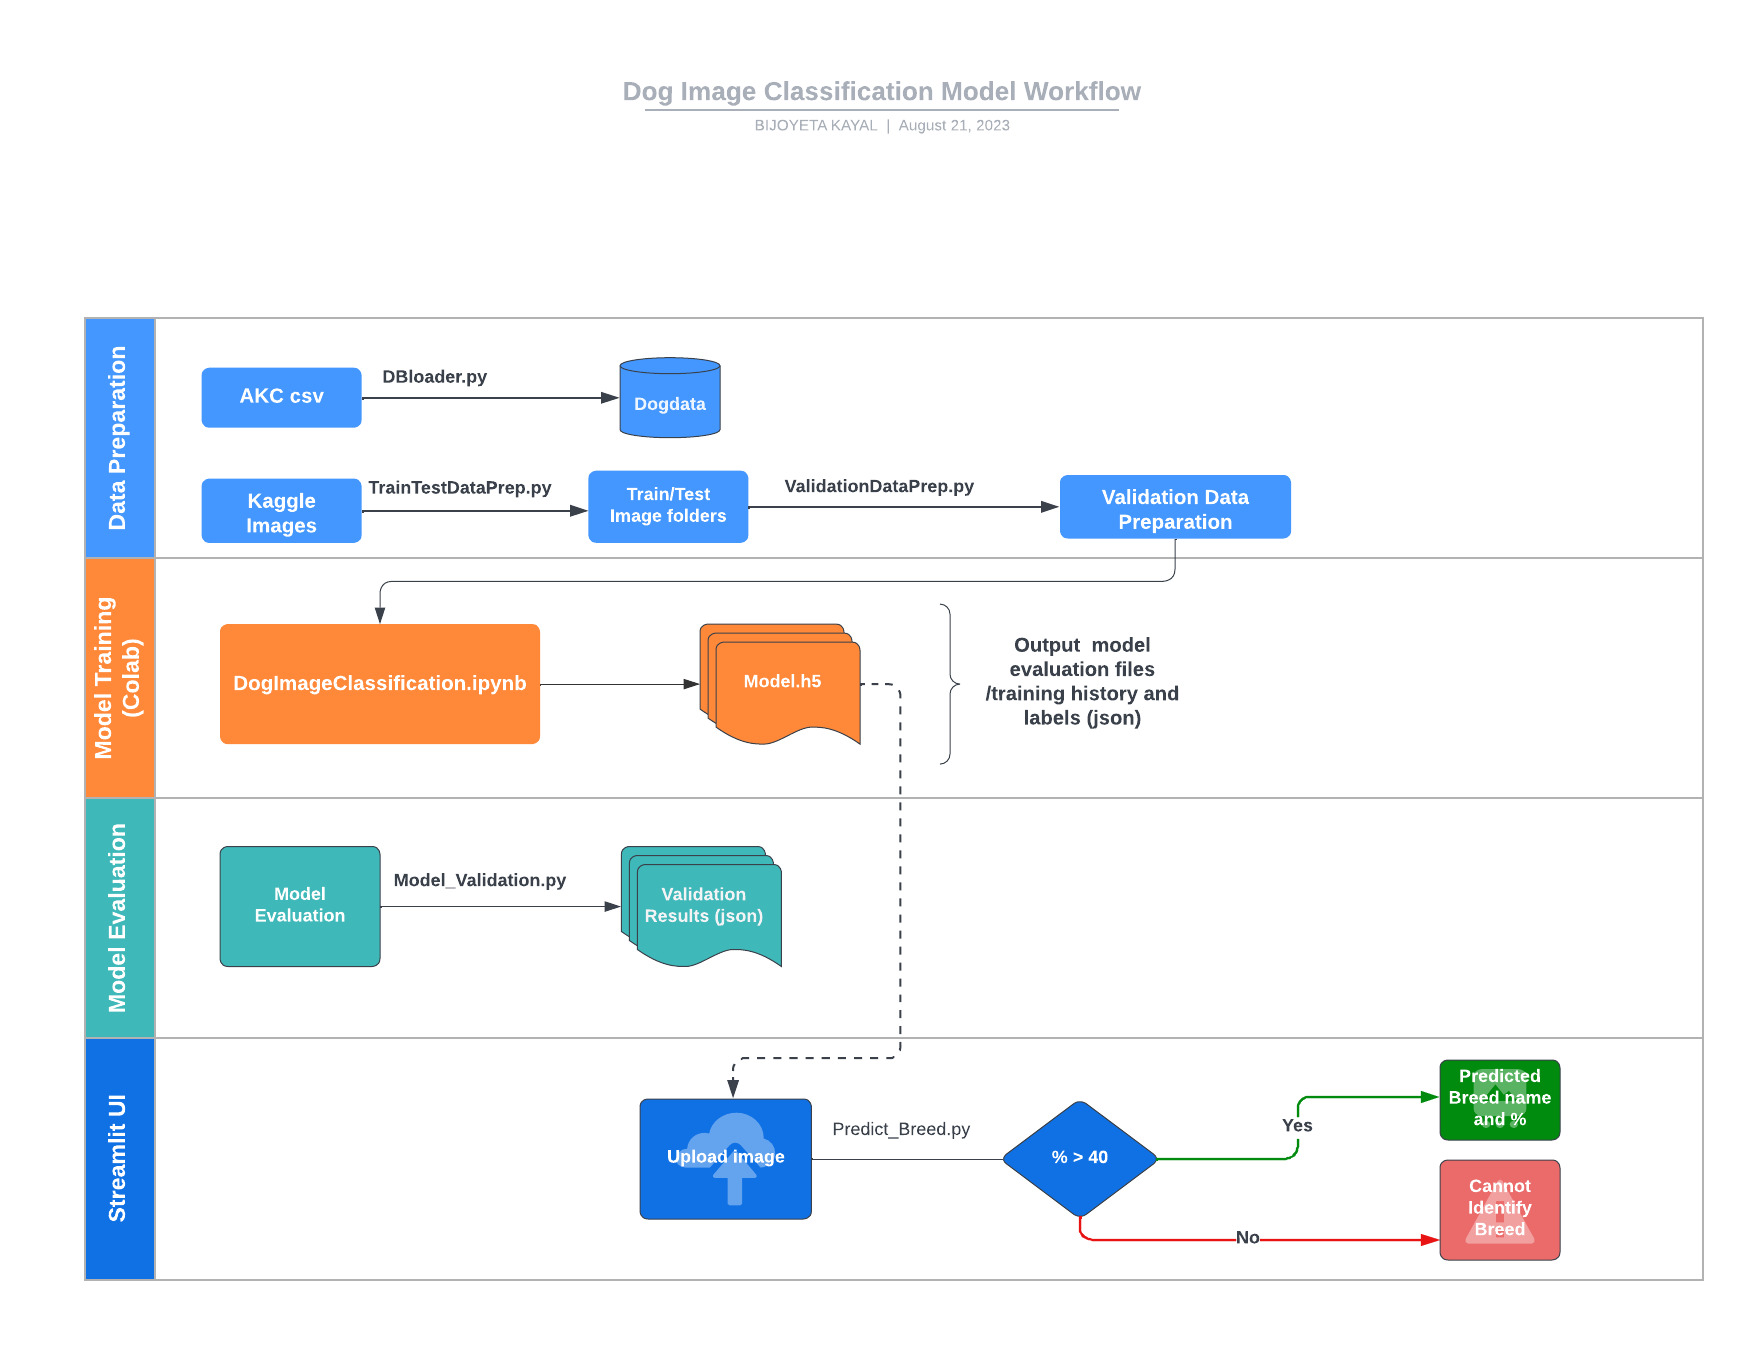 Dog Image Classification Model Workflow
BIJOYETA KAYAL | August 21, 2023
Data Preparation
AKC csv
DBloader.py
Dogdata
Kaggle
Images
TrainTestDataPrep.py
Train/Test
Image folders
ValidationDataPrep.py
Validation Data
Preparation
Model Training
(Colab)
DogImageClassification.ipynb
Model.h5
Output model
evaluation files
/training history and
labels (json)
Model Evaluation
Model
Evaluation
Model_Validation.py
Validation
Results (json)
Streamlit UI
Upload image
Predict_Breed.py
% > 40
Yes
Predicted
Breed name
and %
No
Cannot
Identify
Breed